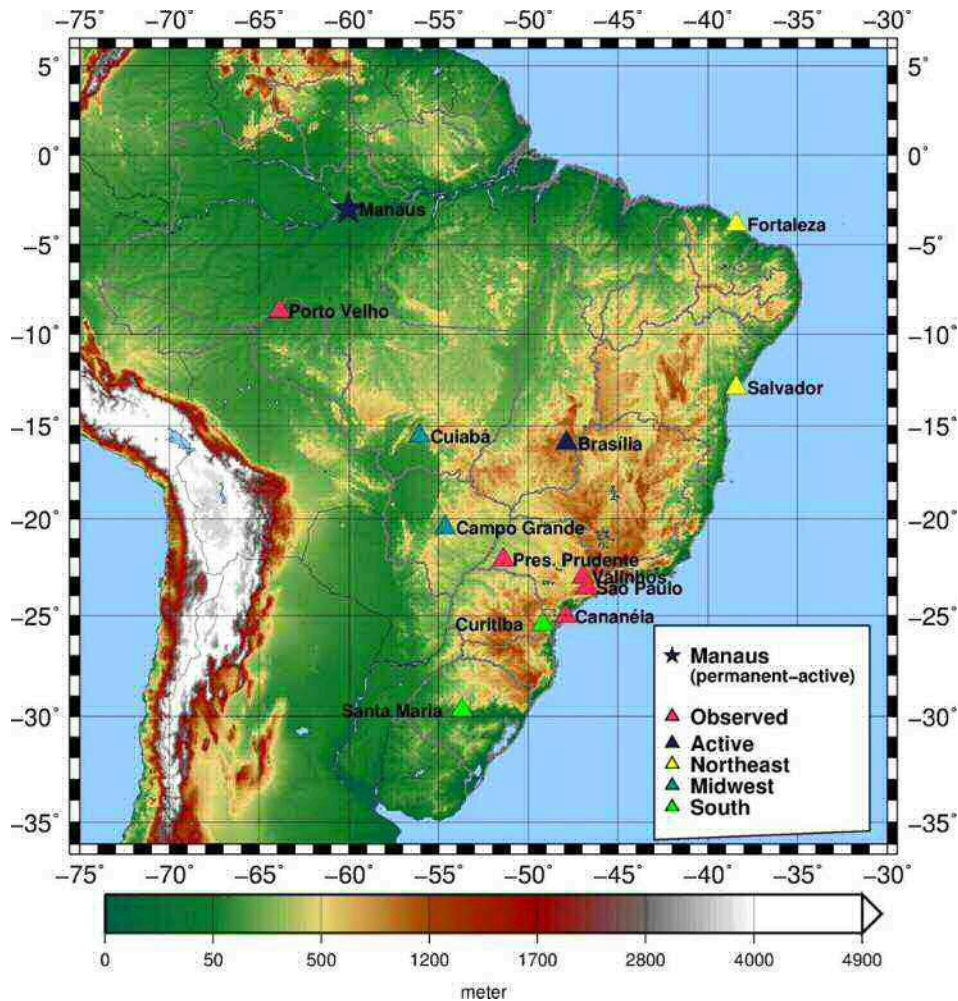 −75° −70° −65° −60° −55° −50° −45° −40° −35° −30°
5° 5°
0° 0°
Manaus
Fortaleza
−5° −5°
Porto Velho
−10° −10°
Salvador
−15° −15°
Cuiabá
Brasília
−20° −20°
Campo Grande
Pres. Prudente
Valinhos
São Paulo
−25° −25°
Cananéia
Curitiba
Manaus
(permanent−active)
Santa Maria
−30° −30°
Observed
Active
Northeast
Midwest
South
−35° −35°
−75° −70° −65° −60° −55° −50° −45° −40° −35° −30°
0 50 500 1200 1700 2800 4000 4900
meter